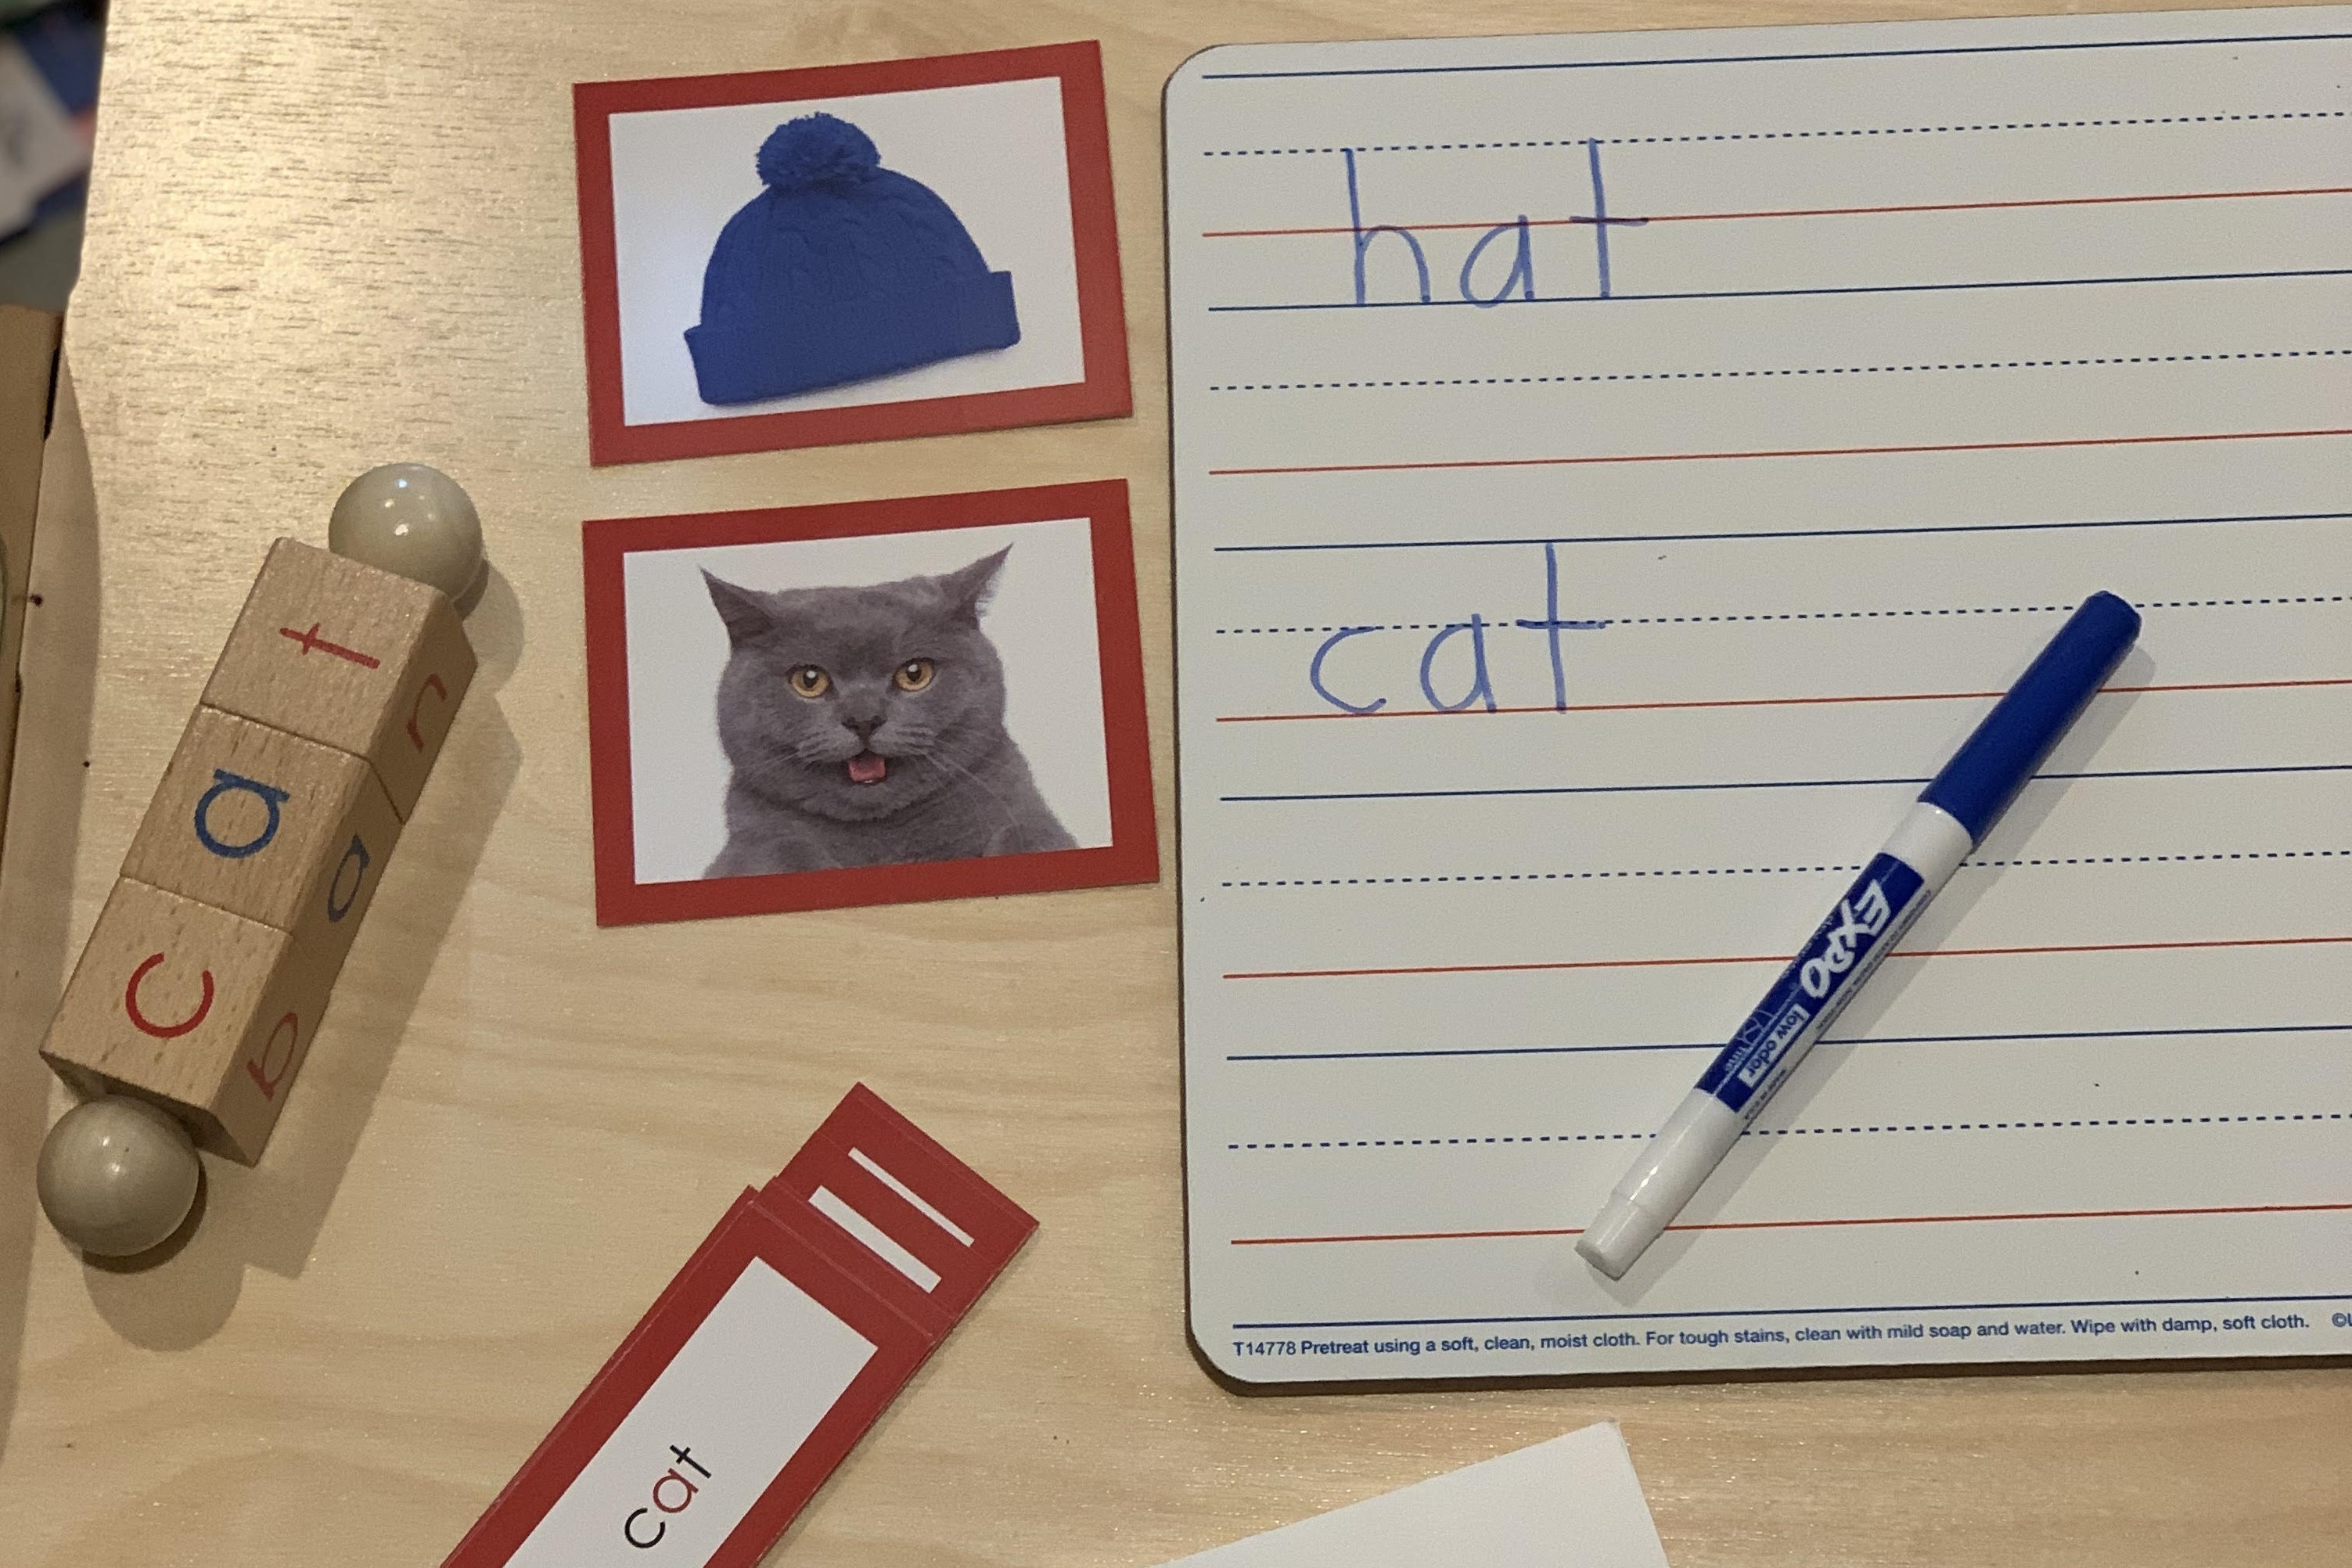 hat
cat
cat
ban
EXPO
low odor
cat
T14778 Pretreat using a soft, clean, moist cloth. For tough stains, clean with mild soap and water. Wipe with damp, soft cloth.